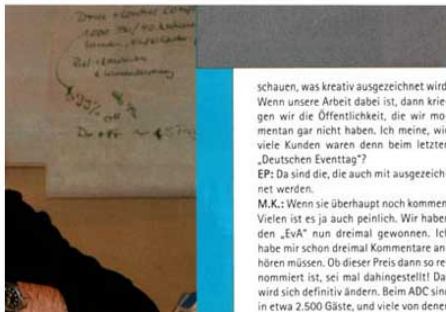 schauen, was kreativ ausgezeichnet wird.
Wenn unsere Arbeit dabei ist, dann krie-
gen wir die Öffentlichkeit, die wir mo-
mentan gar nicht haben. Ich meine, wie
viele Kunden waren denn beim letzten
„Deutschen Eventtag“?
EP: Da sind die, die auch mit ausgezeich-
net werden.
M.K.: Wenn sie überhaupt noch kommen.
Vielen ist es ja auch peinlich. Wir haben
den „EvA“ nun dreimal gewonnen. Ich
habe mir schon dreimal Kommentare an-
hören müssen. Ob dieser Preis dann so re-
nommiert ist, sei mal dahingestellt! Da
wird sich definitiv ändern. Beim ADC sind
in etwa 2.500 Gäste, und viele von denen